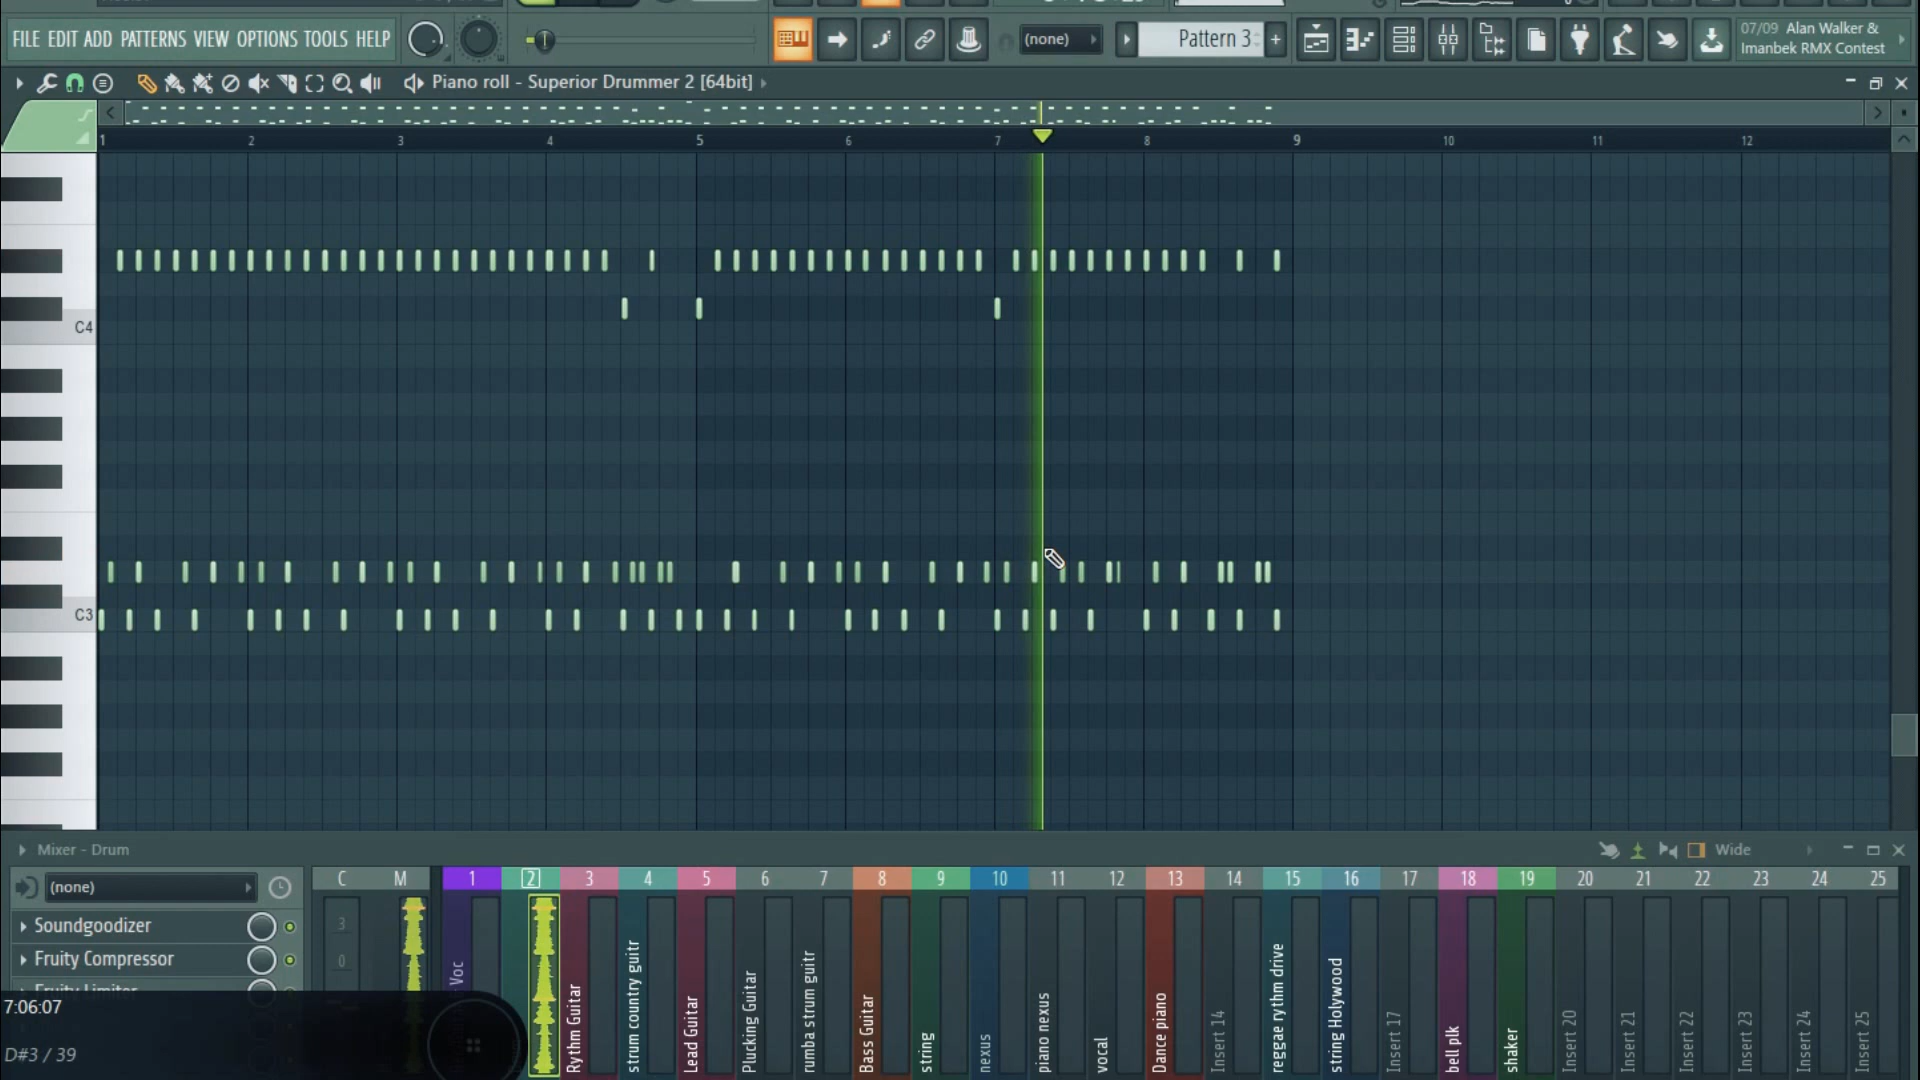 FILE EDIT ADD PATTERNS VIEW OPTIONS TOOLS HELP
(none)
Pattern 3
+
07/09 Alan Walker &
Imanbek RMX Contest
Piano roll - Superior Drummer 2 [64bit]
1 2 3 4 5 6 7 8 9 10 11 12
C4
C3
Mixer - Drum
Wide
(none)
C M 1 2 3 4 5 6 7 8 9 10 11 12 13 14 15 16 17 18 19 20 21 22 23 24 25
Soundgoodizer
Fruity Compressor
Fruity Limiter
3
0
7:06:07
D#3 / 39
Voc
Rythm Guitar
strum country guitr
Lead Guitar
Plucking Guitar
rumba strum guitr
Bass Guitar
string
nexus
piano nexus
vocal
Dance piano
Insert 14
reggae rythm drive
string Holywood
Insert 17
bell plk
shaker
Insert 20
Insert 21
Insert 22
Insert 23
Insert 24
Insert 25